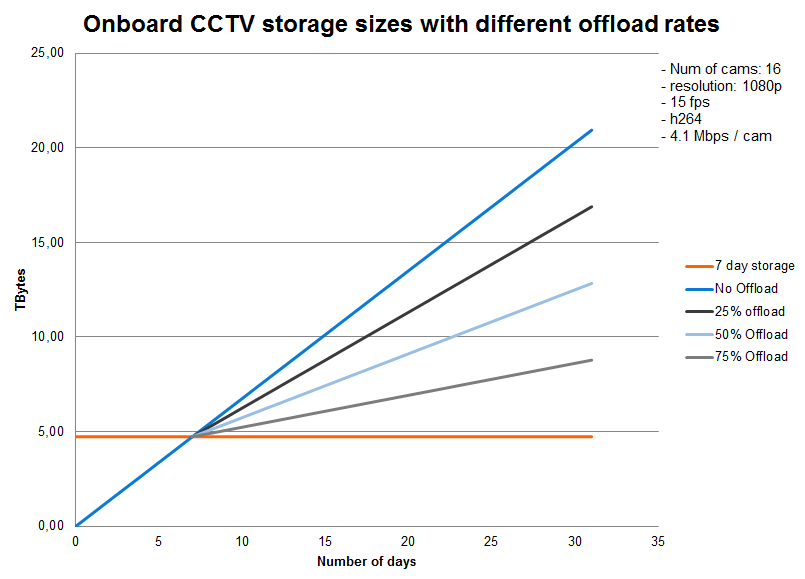 Onboard CCTV storage sizes with different offload rates
25,00
20,00
15,00
10,00
5,00
0,00
TBytes
0 5 10 15 20 25 30 35
Number of days
- Num of cams: 16
- resolution: 1080p
- 15 fps
- h264
- 4.1 Mbps / cam
7 day storage
No Offload
25% offload
50% Offload
75% Offload